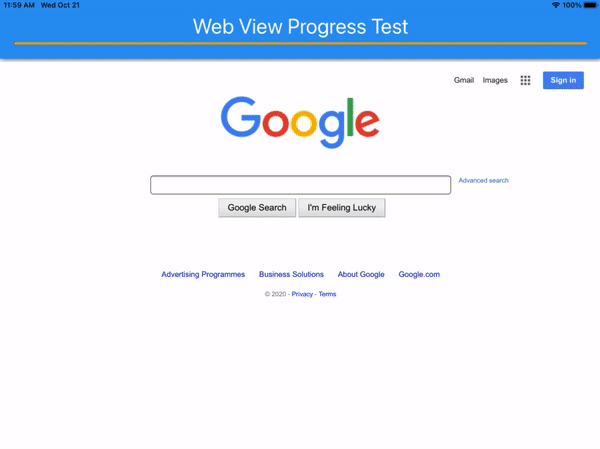 11:59 AM Wed Oct 21 100%
Web View Progress Test
Gmail Images Sign in
Google
Advanced search
Google Search I'm Feeling Lucky
Advertising Programmes Business Solutions About Google Google.com
© 2020 - Privacy - Terms